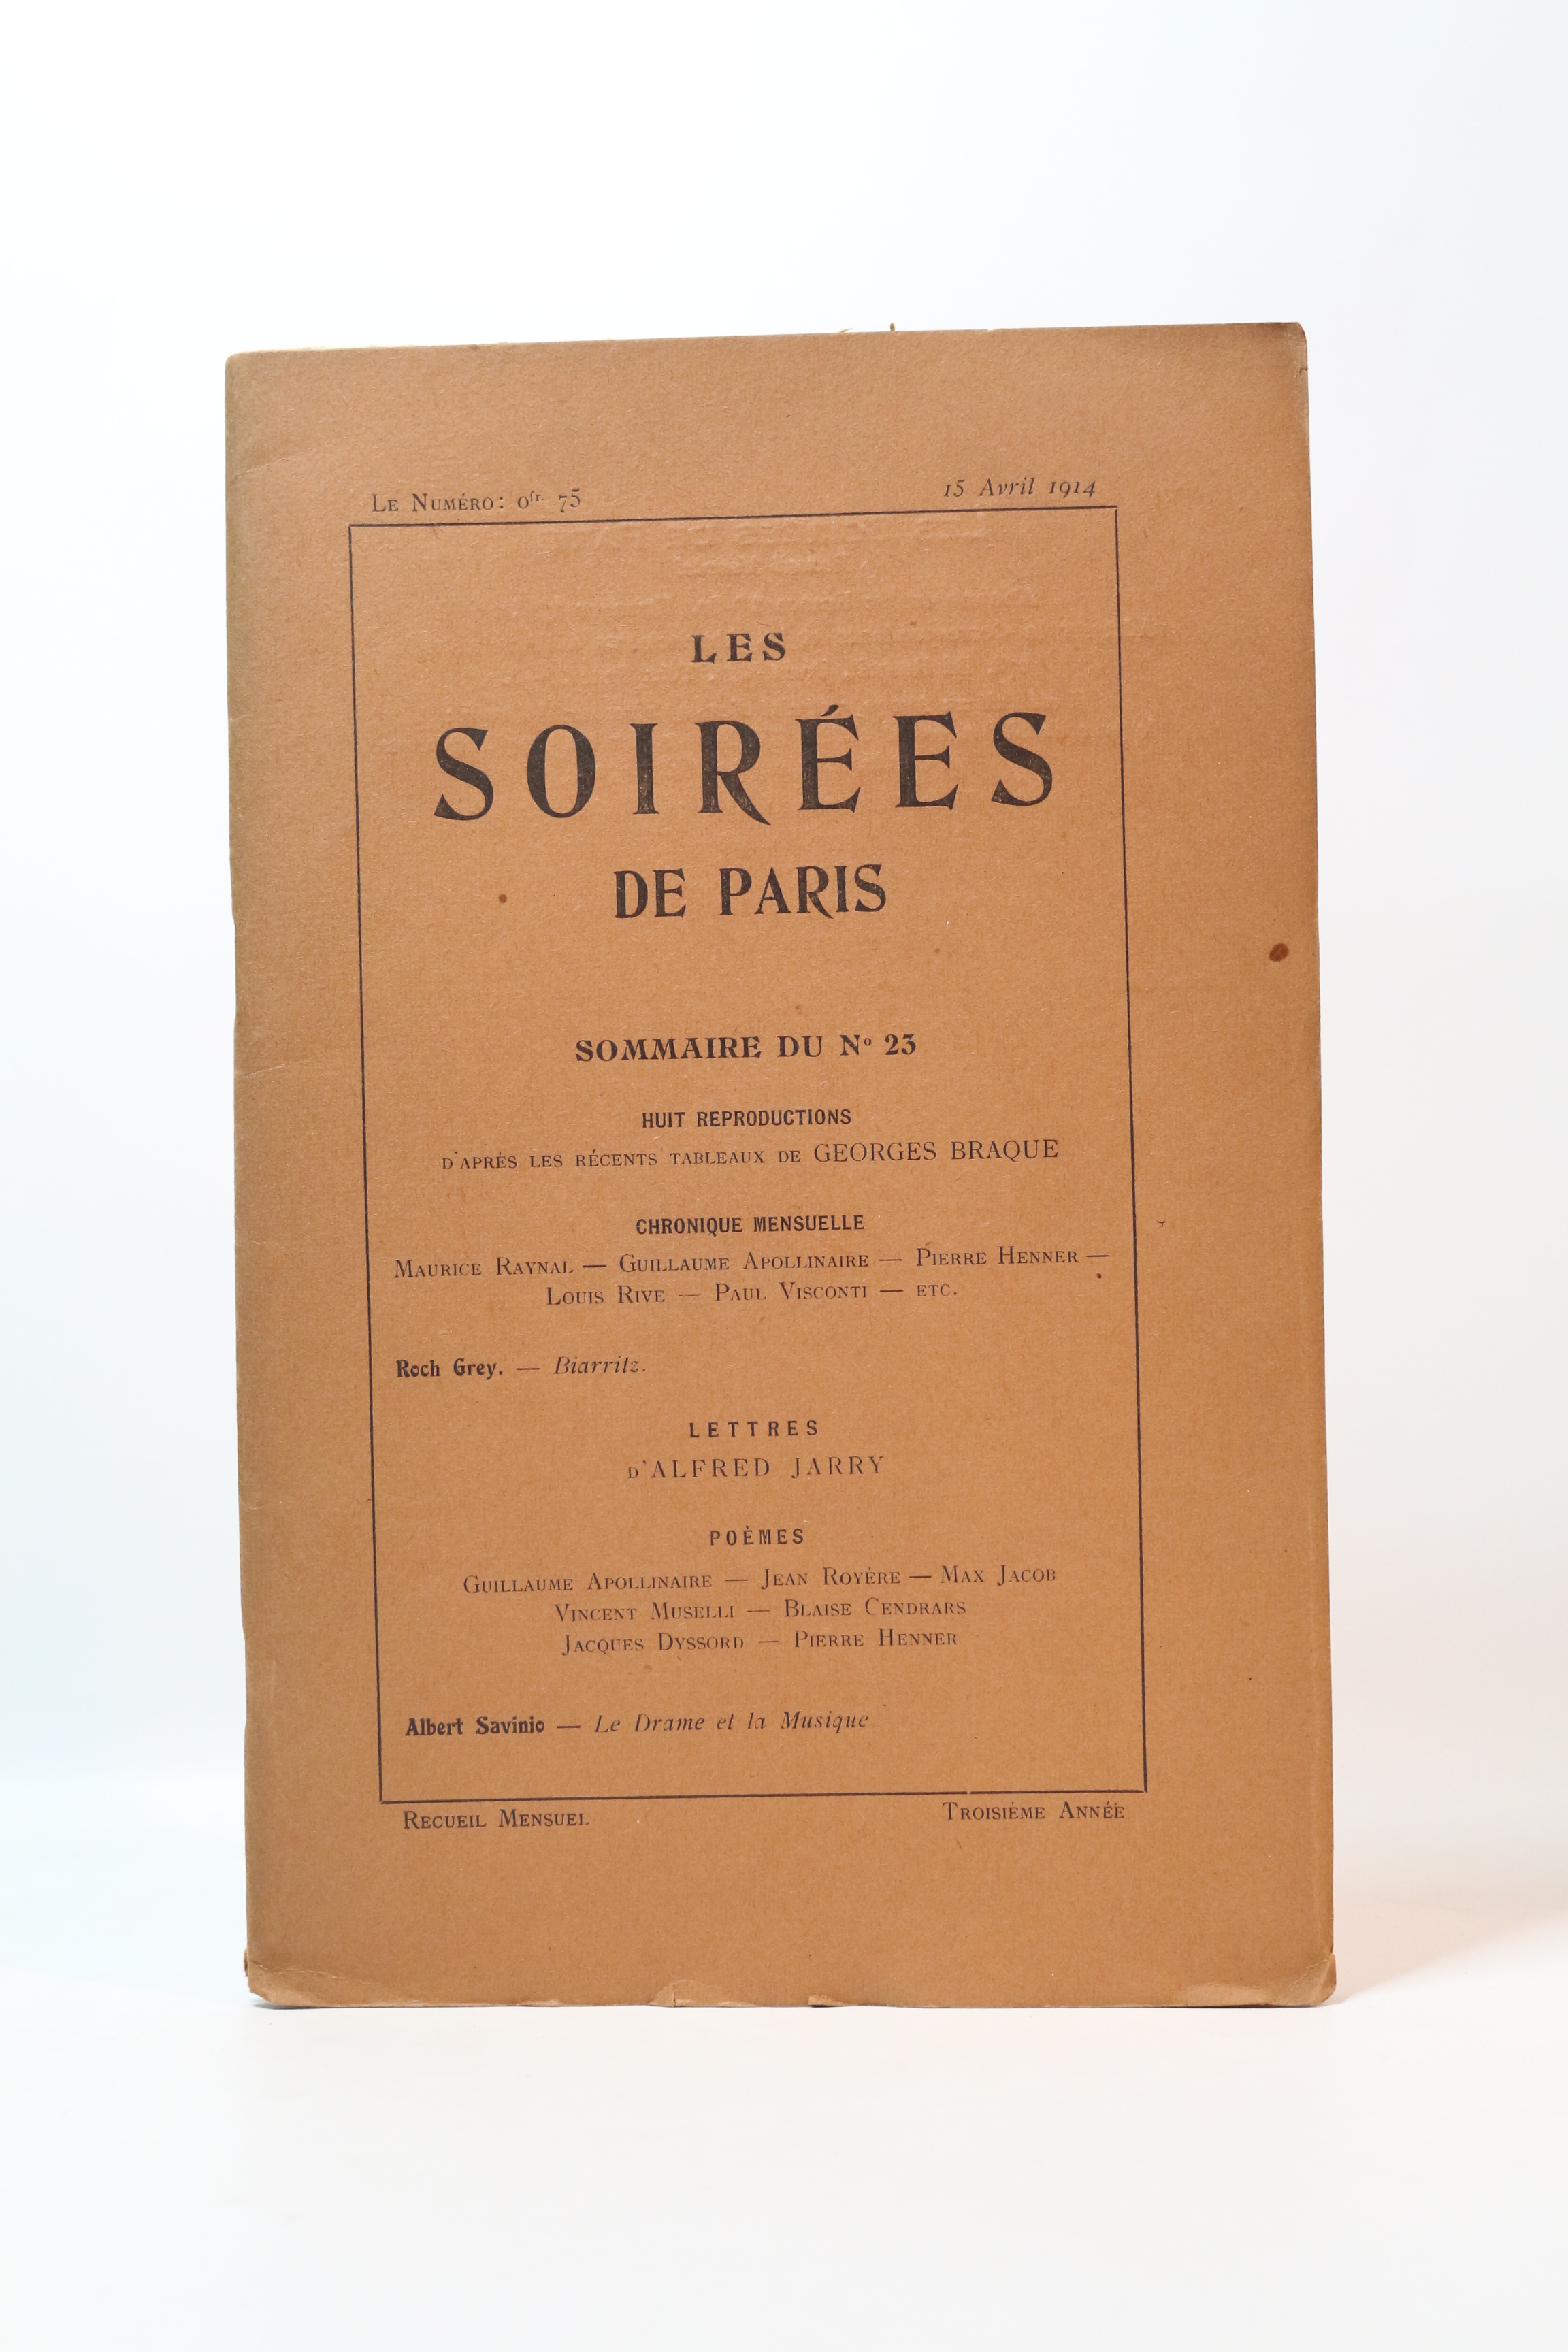 Le Numéro: 0fr. 75
15 Avril 1914
LES
SOIRÉES
DE PARIS
SOMMAIRE DU No 23
HUIT REPRODUCTIONS
D'APRÈS LES RÉCENTS TABLEAUX DE GEORGES BRAQUE
CHRONIQUE MENSUELLE
Maurice Raynal — Guillaume Apollinaire — Pierre Henner —
Louis Rive — Paul Visconti — etc.
Roch Grey. — Biarritz.
LETTRES
D'ALFRED JARRY
POÈMES
Guillaume Apollinaire — Jean Royère — Max Jacob
Vincent Muselli — Blaise Cendrars
Jacques Dyssord — Pierre Henner
Albert Savinio — Le Drame et la Musique
Recueil Mensuel
Troisième Année